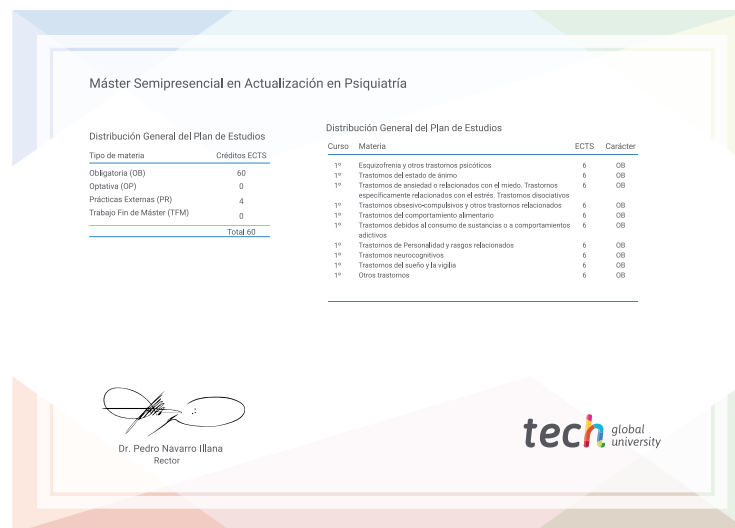 Máster Semipresencial en Actualización en Psiquiatría
Distribución General del Plan de Estudios
Tipo de materia Créditos ECTS
Obligatoria (OB) 60
Optativa (OP) 0
Prácticas Externas (PR) 4
Trabajo Fin de Máster (TFM) 0
Total 60
Distribución General del Plan de Estudios
Curso Materia ECTS Carácter
1º Esquizofrenia y otros trastornos psicóticos 6 OB
1º Trastornos del estado de ánimo 6 OB
1º Trastornos de ansiedad o relacionados con el miedo. Trastornos 6 OB
específicamente relacionados con el estrés. Trastornos disociativos
1º Trastornos obsesivo-compulsivos y otros trastornos relacionados 6 OB
1º Trastornos del comportamiento alimentario 6 OB
1º Trastornos debidos al consumo de sustancias o a comportamientos 6 OB
adictivos
1º Trastornos de Personalidad y rasgos relacionados 6 OB
1º Trastornos neurocognitivos 6 OB
1º Trastornos del sueño y la vigilia 6 OB
1º Otros trastornos 6 OB
Dr. Pedro Navarro Illana
Rector
tech global
university